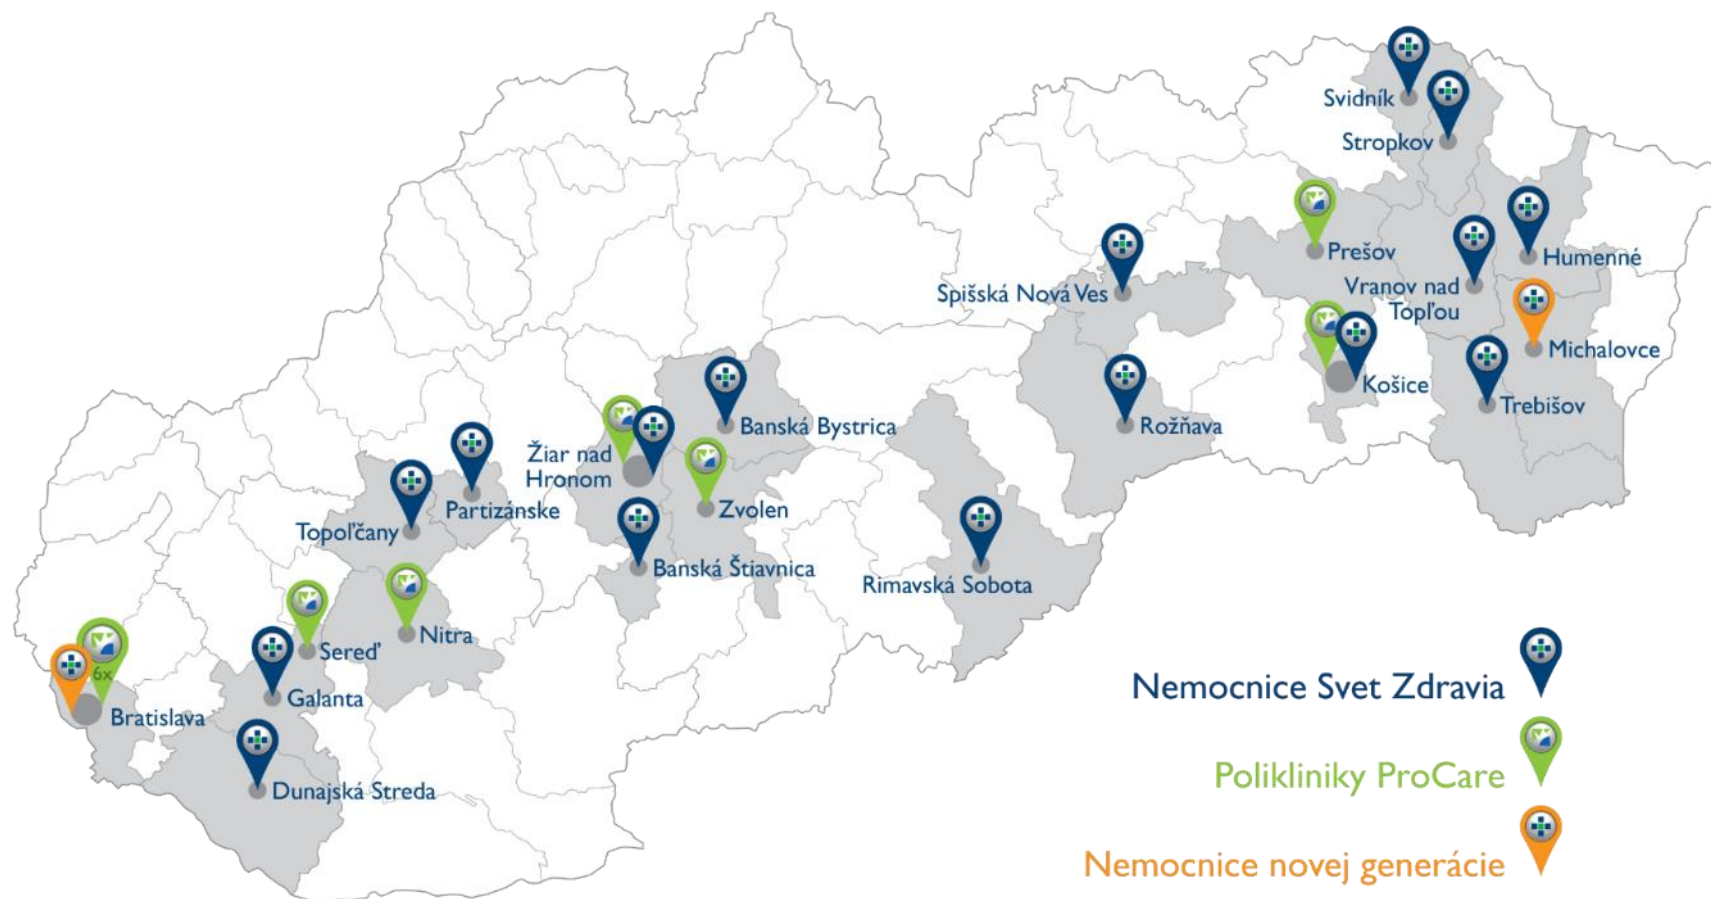 Svidník
Stropkov
Prešov
Humenné
Spišská Nová Ves
Vranov nad
Topľou
Michalovce
Košice
Trebišov
Banská Bystrica
Rožňava
Žiar nad
Hronom
Partizánske
Zvolen
Topoľčany
Banská Štiavnica
Rimavská Sobota
Nitra
Sereď
6x
Galanta
Bratislava
Dunajská Streda
Nemocnice Svet Zdravia
Polikliniky ProCare
Nemocnice novej generácie